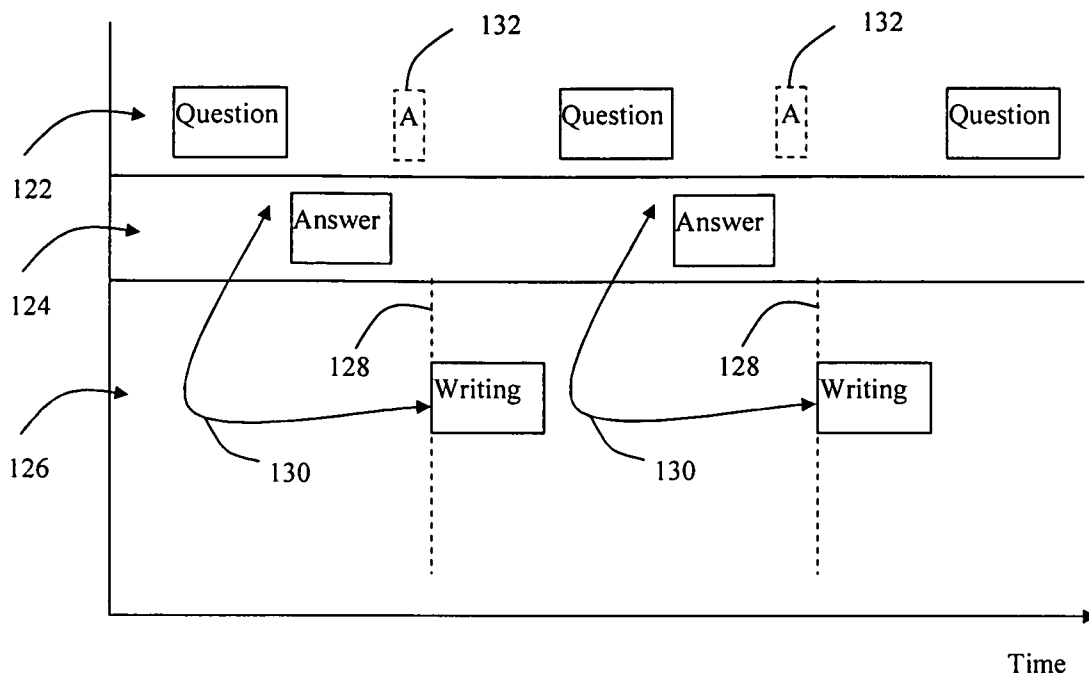 132 132
Question A Question A Question
122
Answer Answer
124
128 128
Writing Writing
126
130 130
Time